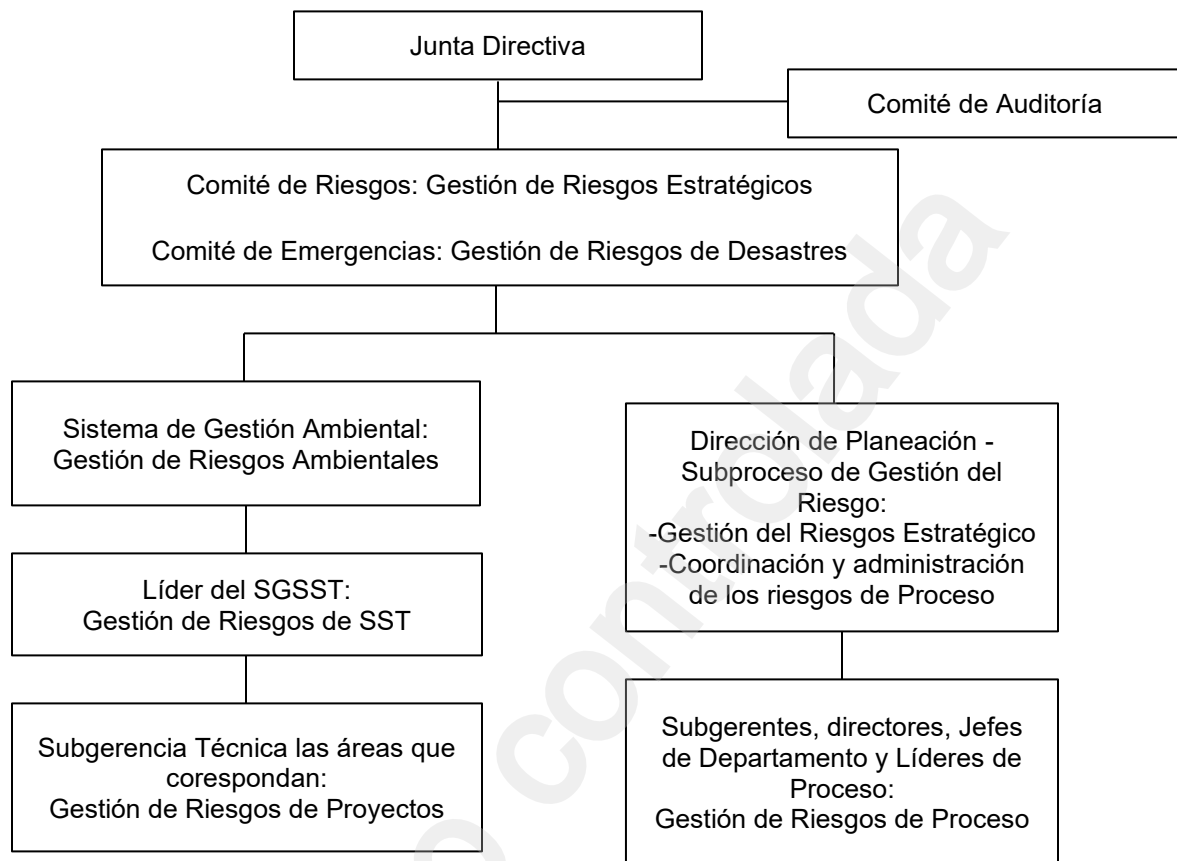 Junta Directiva
Comité de Auditoría
Comité de Riesgos: Gestión de Riesgos Estratégicos
Comité de Emergencias: Gestión de Riesgos de Desastres
Sistema de Gestión Ambiental:
Gestión de Riesgos Ambientales
Líder del SGSST:
Gestión de Riesgos de SST
Subgerencia Técnica las áreas que
corespondan:
Gestión de Riesgos de Proyectos
Dirección de Planeación -
Subproceso de Gestión del
Riesgo:
-Gestión del Riesgos Estratégico
-Coordinación y administración
de los riesgos de Proceso
Subgerentes, directores, Jefes
de Departamento y Líderes de
Proceso:
Gestión de Riesgos de Proceso
o controlada